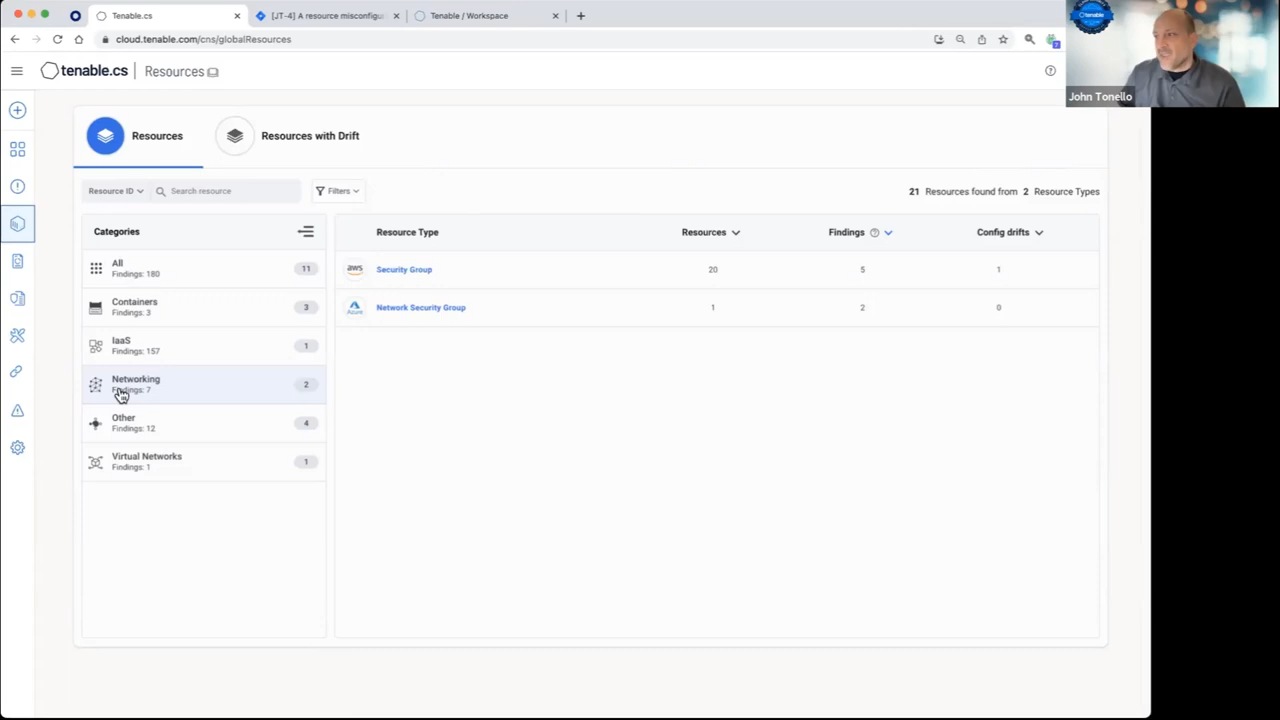 Tenable.cs
[JT-4] A resource misconfigu
Tenable / Workspace
cloud.tenable.com/cns/globalResources
tenable
7
John Tonello
tenable.cs
Resources
Resources
Resources with Drift
Resource ID
Search resource
Filters
21 Resources found from 2 Resource Types
Categories
Resource Type
Resources
Findings
Config drifts
All
Findings: 180
11
Security Group
aws
20
5
1
Containers
Findings: 3
3
Network Security Group
Azure
1
2
0
IaaS
Findings: 157
1
Networking
Findings: 7
2
Other
Findings: 12
4
Virtual Networks
Findings: 1
1